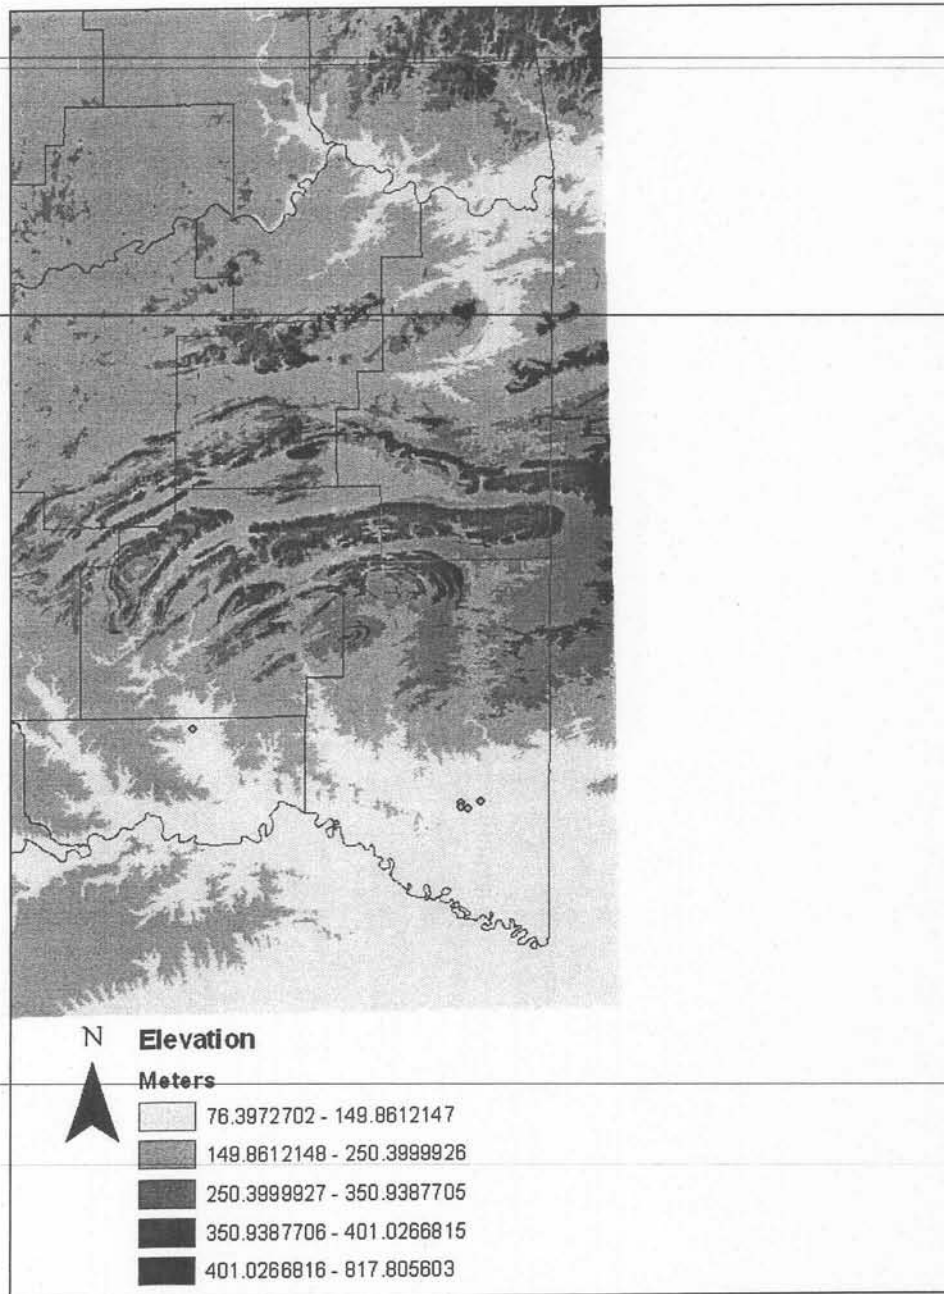 N
Elevation
Meters
76.3972702 - 149.8612147
149.8612148 - 250.3999926
250.3999927 - 350.9387705
350.9387706 - 401.0266815
401.0266816 - 817.805603